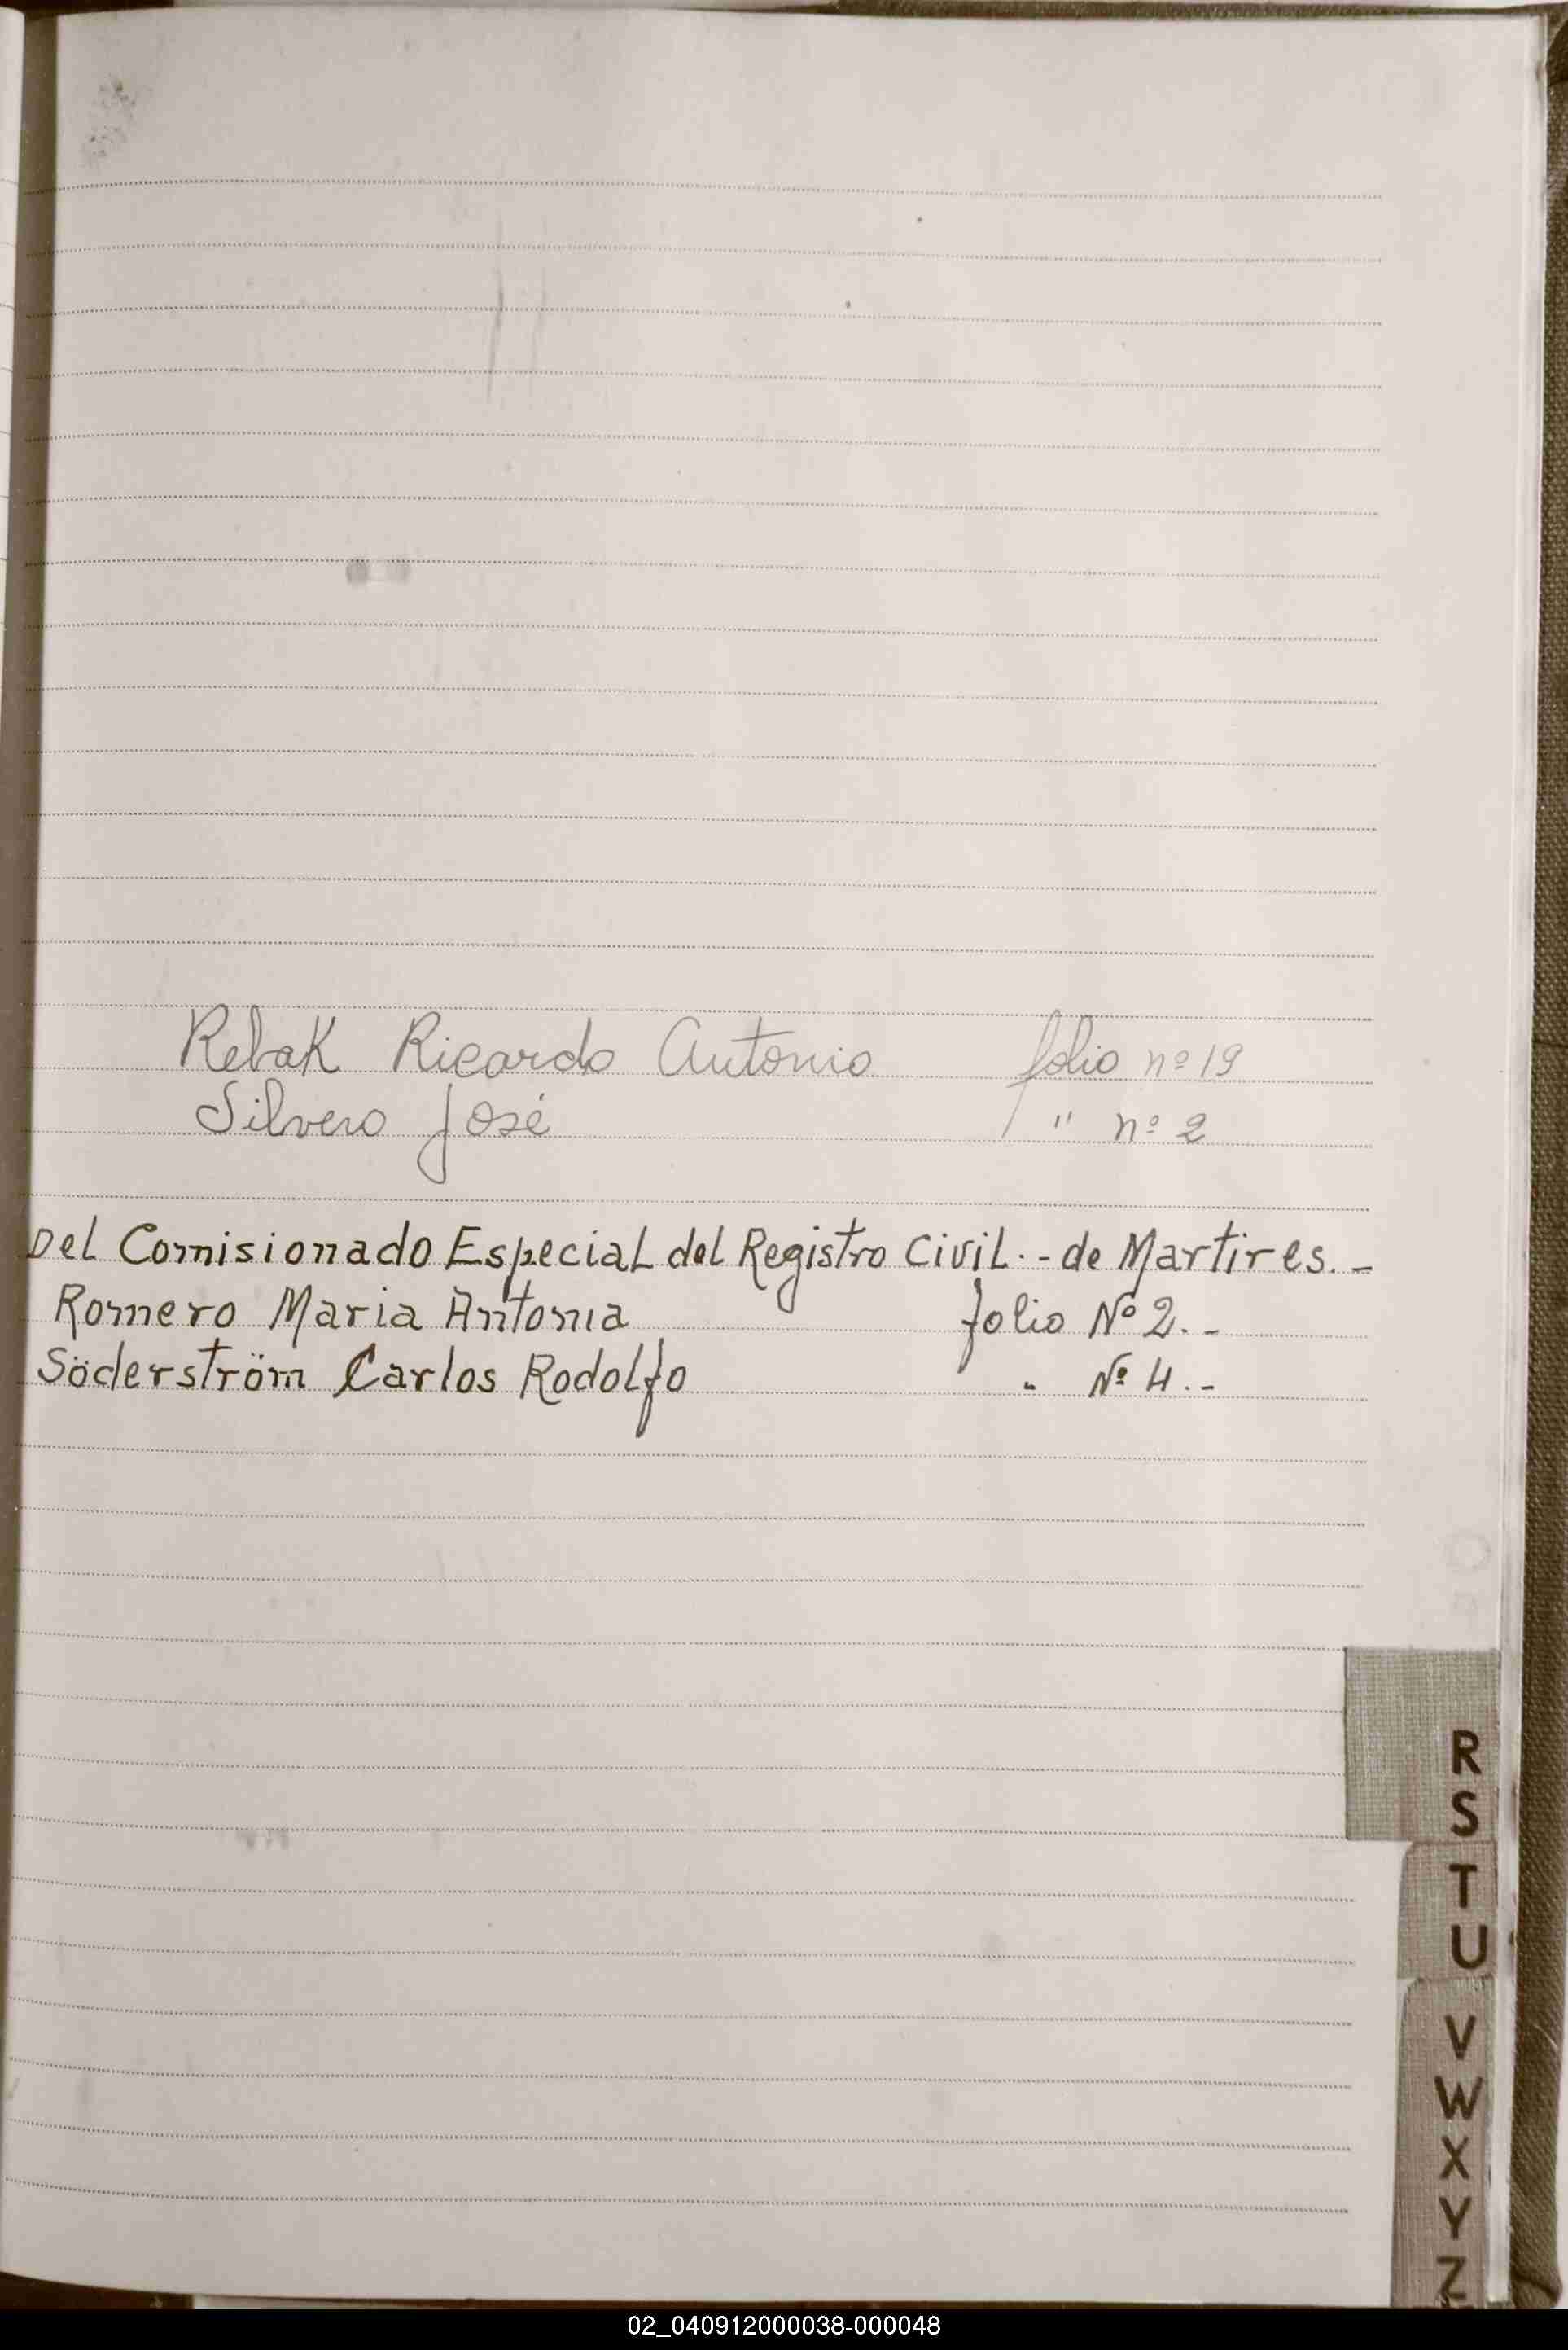 Rebak Ricardo Antonio folio nº 19
Silvero José " nº 2
Del Comisionado Especial del Registro Civil.- de Martires.-
Romero Maria Antonia folio Nº 2.-
Söderström Carlos Rodolfo " Nº 4.-
R
S
T
U
V
W
X
Y
Z
02_040912000038-000048